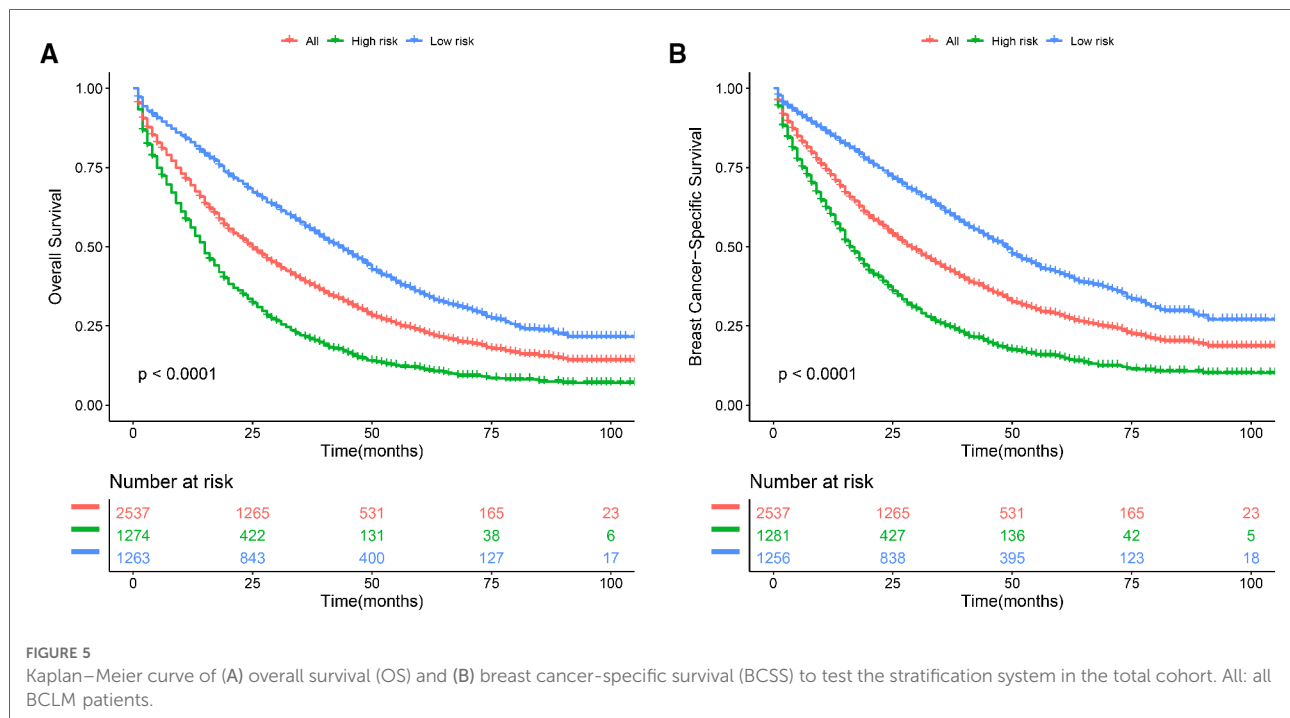 A
All High risk Low risk
Overall Survival
1.00
0.75
0.50
0.25
0.00
p < 0.0001
0 25 50 75 100
Time(months)
Number at risk
2537 1265 531 165 23
1274 422 131 38 6
1263 843 400 127 17
0 25 50 75 100
Time(months)
B
All High risk Low risk
Breast Cancer–Specific Survival
1.00
0.75
0.50
0.25
0.00
p < 0.0001
0 25 50 75 100
Time(months)
Number at risk
2537 1265 531 165 23
1281 427 136 42 5
1256 838 395 123 18
0 25 50 75 100
Time(months)
FIGURE 5
Kaplan–Meier curve of (A) overall survival (OS) and (B) breast cancer-specific survival (BCSS) to test the stratification system in the total cohort. All: all
BCLM patients.